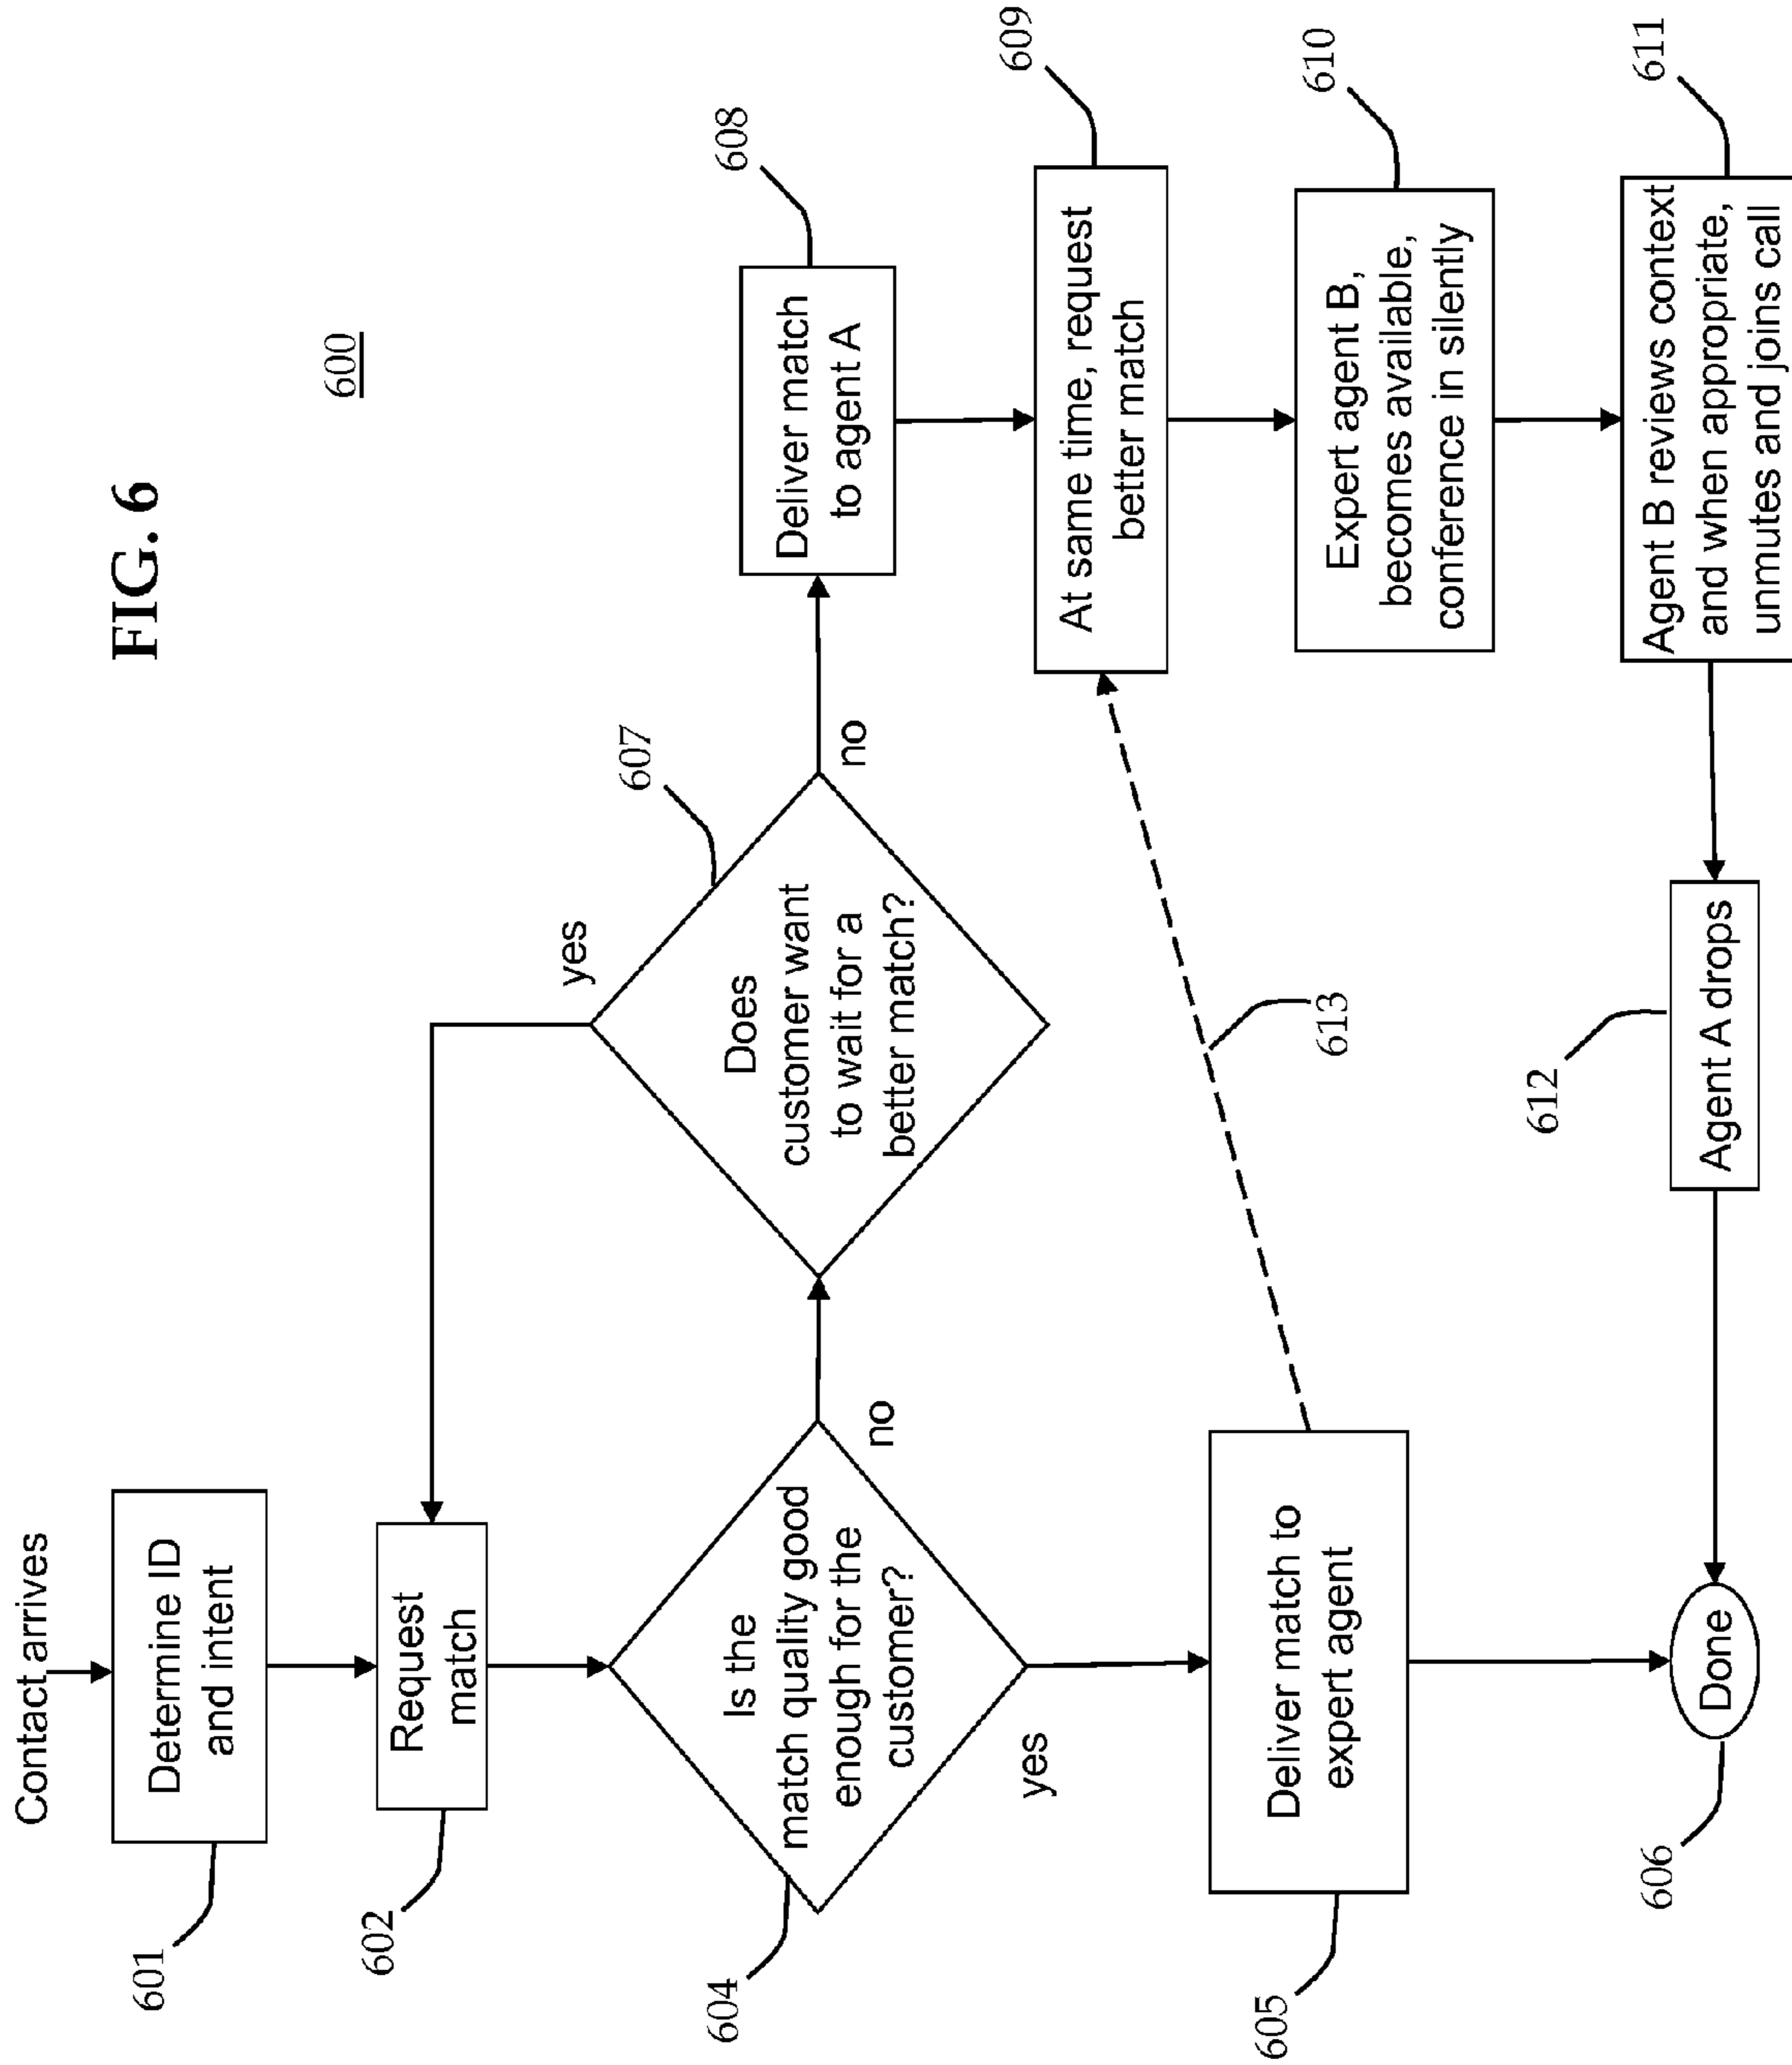 FIG. 6
600
Contact arrives
Determine ID
and intent
601
Request
match
602
Is the
match quality good
enough for the
customer?
604
no
yes
Does
customer want
to wait for a
better match?
607
yes
no
Deliver match
to agent A
608
At same time, request
better match
609
Expert agent B,
becomes available,
conference in silently
610
Agent B reviews context
and when appropriate,
unmutes and joins call
611
Deliver match to
expert agent
605
613
Agent A drops
612
Done
606